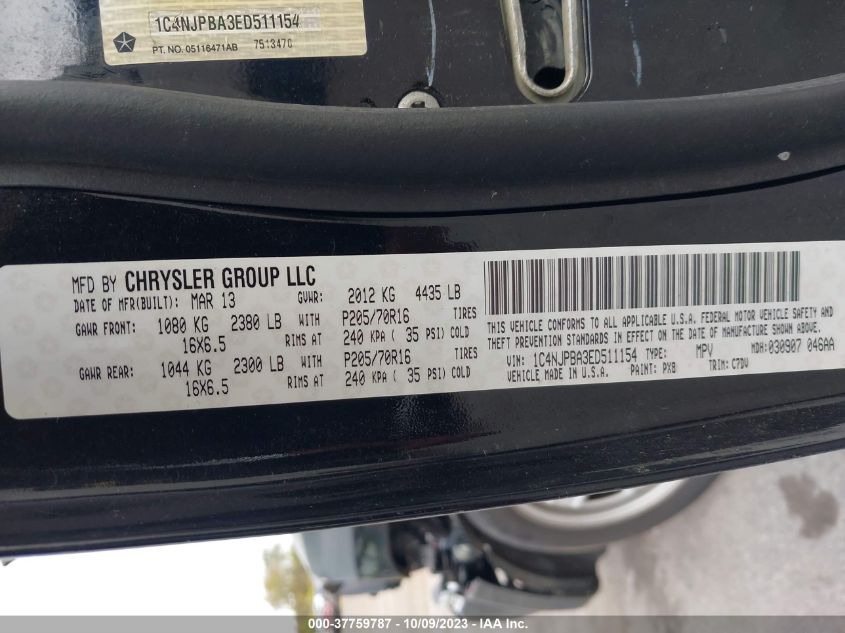 1C4NJPBA3ED511154
PT. NO. 05116471AB 7513470
MFD BY CHRYSLER GROUP LLC
DATE OF MFR(BUILT): MAR 13 GVWR: 2012 KG 4435 LB
GAWR FRONT: 1080 KG 2380 LB WITH P205/70R16 TIRES
16X6.5 RIMS AT 240 KPA ( 35 PSI) COLD
GAWR REAR: 1044 KG 2300 LB WITH P205/70R16 TIRES
16X6.5 RIMS AT 240 KPA ( 35 PSI) COLD
THIS VEHICLE CONFORMS TO ALL APPLICABLE U.S.A. FEDERAL MOTOR VEHICLE SAFETY AND
THEFT PREVENTION STANDARDS IN EFFECT ON THE DATE OF MANUFACTURE SHOWN ABOVE.
VIN: 1C4NJPBA3ED511154 TYPE: MPV MDH: 030907 046AA
VEHICLE MADE IN U.S.A. PAINT: PX8 TRIM: C7DV
000-37759787 - 10/09/2023 - IAA Inc.